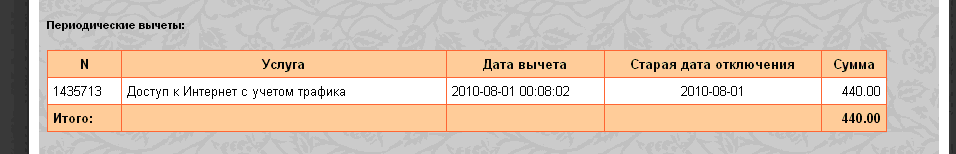 Периодические вычеты:
N Услуга Дата вычета Старая дата отключения Сумма
1435713 Доступ к Интернет с учетом трафика 2010-08-01 00:08:02 2010-08-01 440.00
Итого: 440.00